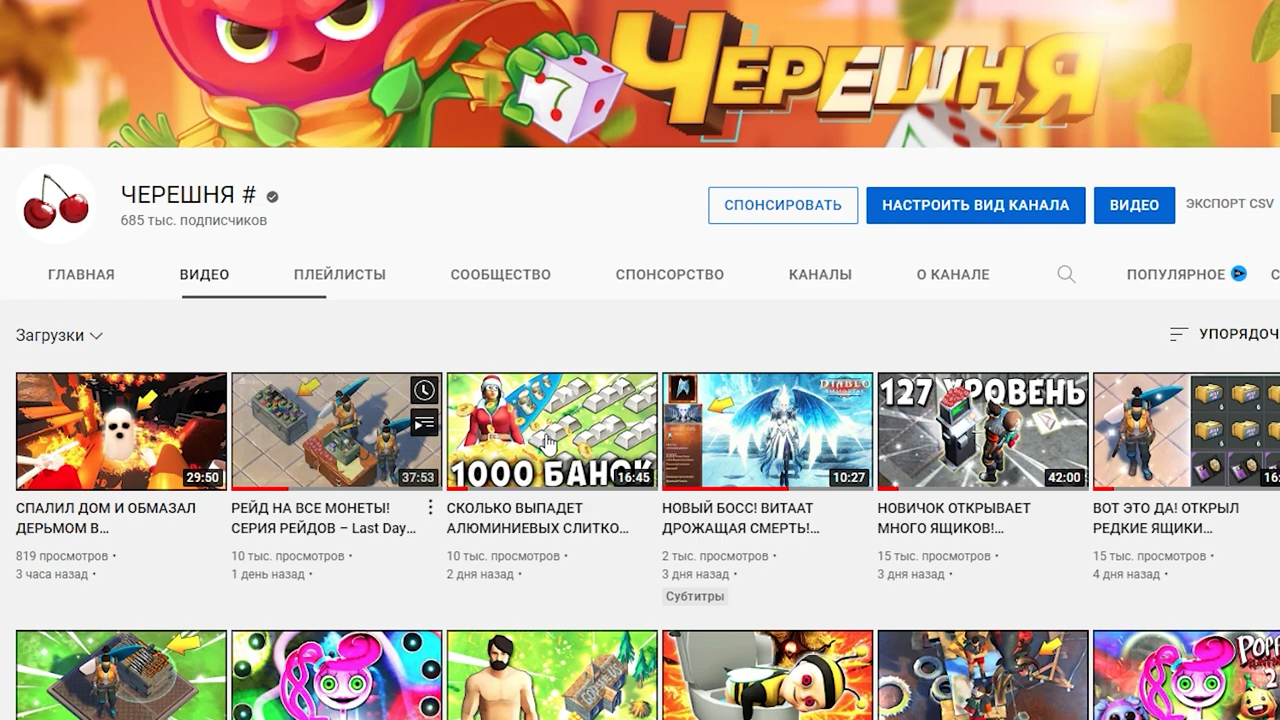 ЧЕРЕШНЯ
ЧЕРЕШНЯ #
685 тыс. подписчиков
СПОНСИРОВАТЬ
НАСТРОИТЬ ВИД КАНАЛА
ВИДЕО
ЭКСПОРТ CSV
ГЛАВНАЯ
ВИДЕО
ПЛЕЙЛИСТЫ
СООБЩЕСТВО
СПОНСОРСТВО
КАНАЛЫ
О КАНАЛЕ
ПОПУЛЯРНОЕ
С
Загрузки
УПОРЯДОЧ
29:50
37:53
1000 БАНОК
16:45
DIABLO
10:27
127 УРОВЕНЬ
42:00
16:
СПАЛИЛ ДОМ И ОБМАЗАЛ
ДЕРЬМОМ В...
819 просмотров •
3 часа назад •
РЕЙД НА ВСЕ МОНЕТЫ!
СЕРИЯ РЕЙДОВ – Last Day...
10 тыс. просмотров •
1 день назад •
СКОЛЬКО ВЫПАДЕТ
АЛЮМИНИЕВЫХ СЛИТКО...
10 тыс. просмотров •
2 дня назад •
НОВЫЙ БОСС! ВИТААТ
ДРОЖАЩАЯ СМЕРТЬ!...
2 тыс. просмотров •
3 дня назад •
Субтитры
НОВИЧОК ОТКРЫВАЕТ
МНОГО ЯЩИКОВ!...
15 тыс. просмотров •
3 дня назад •
ВОТ ЭТО ДА! ОТКРЫЛ
РЕДКИЕ ЯЩИКИ...
15 тыс. просмотров •
4 дня назад •